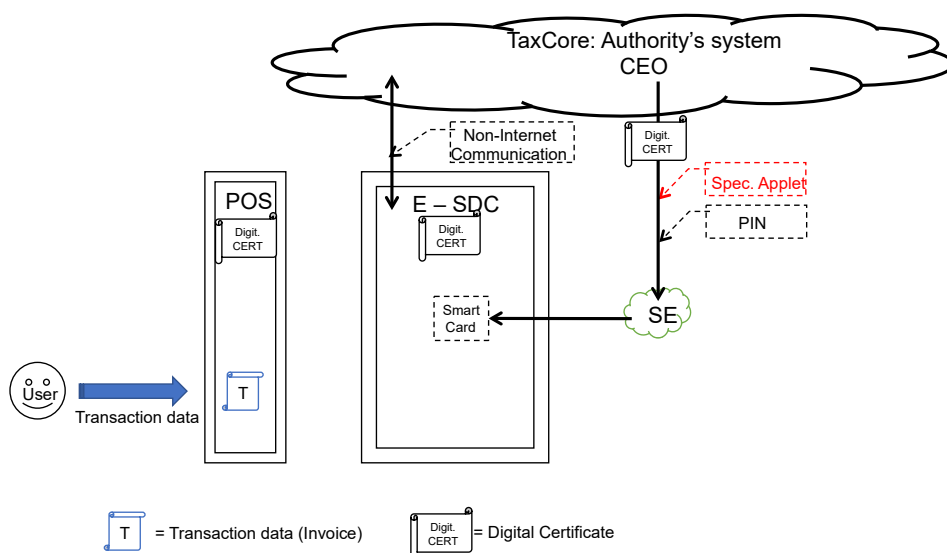 TaxCore: Authority's system
CEO
Non-Internet
Communication
Digit.
CERT
Spec. Applet
PIN
POS
Digit.
CERT
E – SDC
Digit.
CERT
Smart
Card
SE
User
Transaction data
T
T
= Transaction data (Invoice)
Digit.
CERT
= Digital Certificate